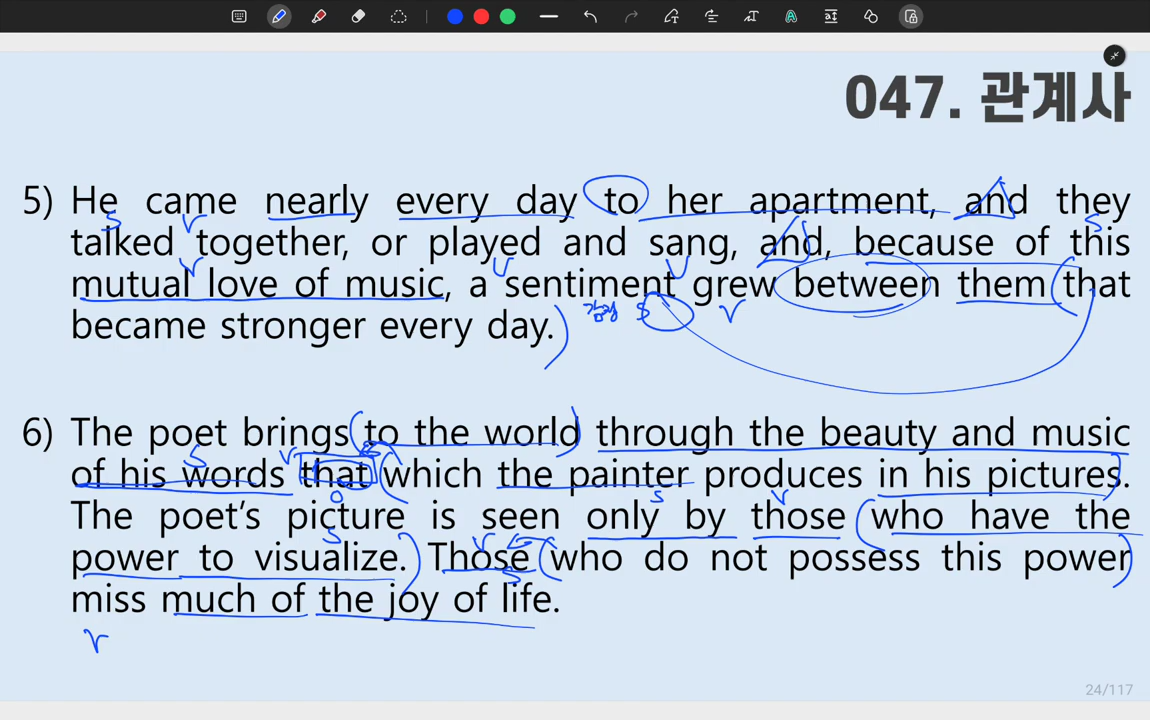 047. 관계사
5) He came nearly every day to her apartment, and they
talked together, or played and sang, and, because of this
mutual love of music, a sentiment grew between them that
became stronger every day.
감정 S V
6) The poet brings to the world through the beauty and music
of his words that which the painter produces in his pictures.
The poet's picture is seen only by those who have the
power to visualize. Those who do not possess this power
miss much of the joy of life.
V
24/117